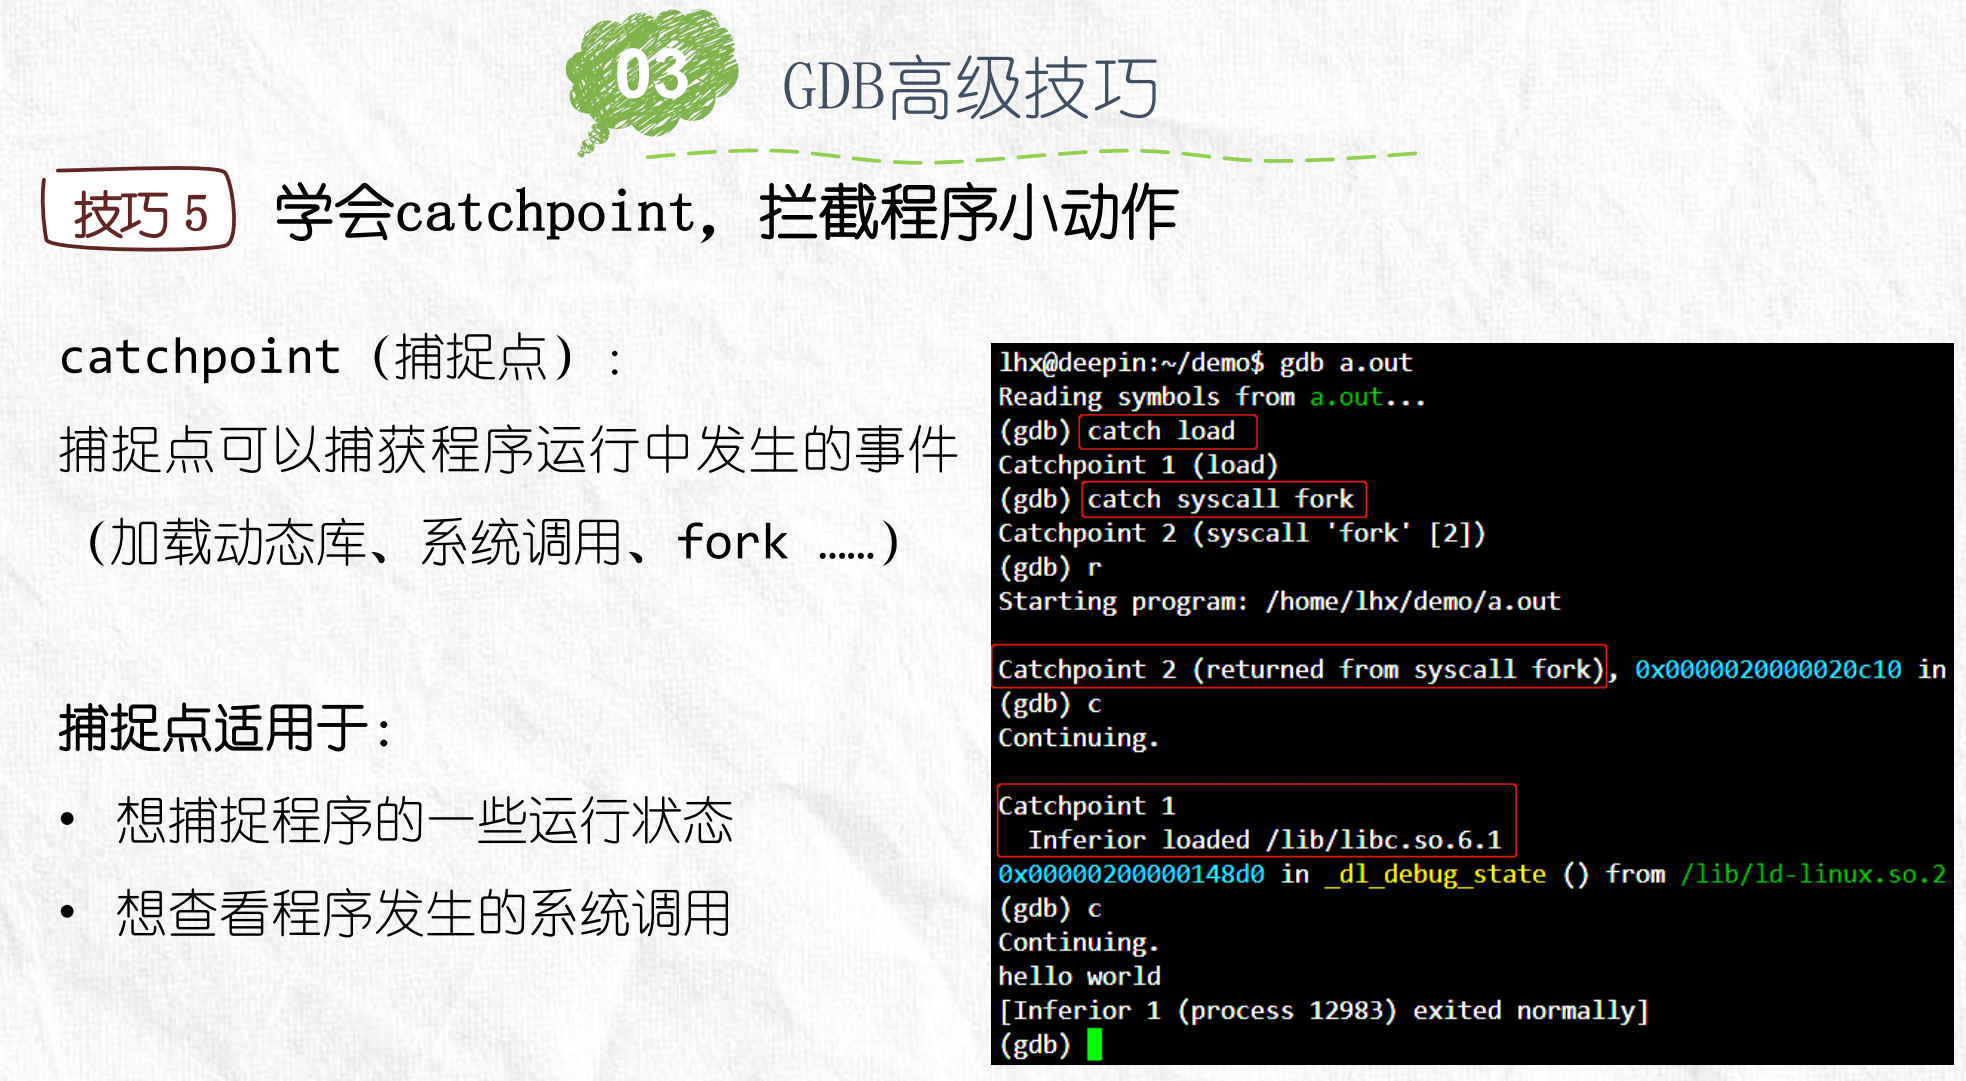 03
GDB高级技巧
技巧 5
学会catchpoint，拦截程序小动作
catchpoint（捕捉点）:
捕捉点可以捕获程序运行中发生的事件
（加载动态库、系统调用、fork ……）
捕捉点适用于:
• 想捕捉程序的一些运行状态
• 想查看程序发生的系统调用
lhx@deepin:~/demo$ gdb a.out
Reading symbols from a.out...
(gdb) catch load
Catchpoint 1 (load)
(gdb) catch syscall fork
Catchpoint 2 (syscall 'fork' [2])
(gdb) r
Starting program: /home/lhx/demo/a.out
Catchpoint 2 (returned from syscall fork), 0x0000020000020c10 in
(gdb) c
Continuing.
Catchpoint 1
Inferior loaded /lib/libc.so.6.1
0x00000200000148d0 in _dl_debug_state () from /lib/ld-linux.so.2
(gdb) c
Continuing.
hello world
[Inferior 1 (process 12983) exited normally]
(gdb)